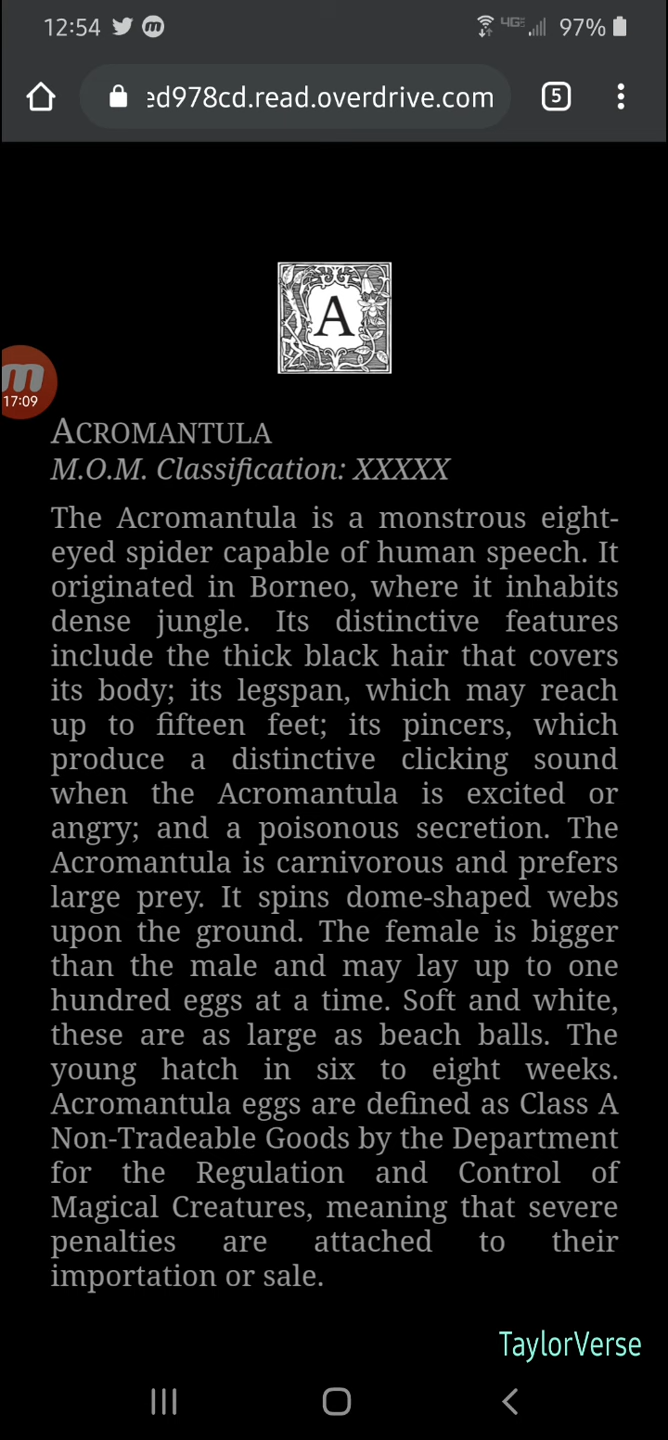 12:54 m 4GE 97%
ed978cd.read.overdrive.com 5
A
m
17:09
ACROMANTULA
M.O.M. Classification: XXXXX
The Acromantula is a monstrous eight-
eyed spider capable of human speech. It
originated in Borneo, where it inhabits
dense jungle. Its distinctive features
include the thick black hair that covers
its body; its legspan, which may reach
up to fifteen feet; its pincers, which
produce a distinctive clicking sound
when the Acromantula is excited or
angry; and a poisonous secretion. The
Acromantula is carnivorous and prefers
large prey. It spins dome-shaped webs
upon the ground. The female is bigger
than the male and may lay up to one
hundred eggs at a time. Soft and white,
these are as large as beach balls. The
young hatch in six to eight weeks.
Acromantula eggs are defined as Class A
Non-Tradeable Goods by the Department
for the Regulation and Control of
Magical Creatures, meaning that severe
penalties are attached to their
importation or sale.
TaylorVerse